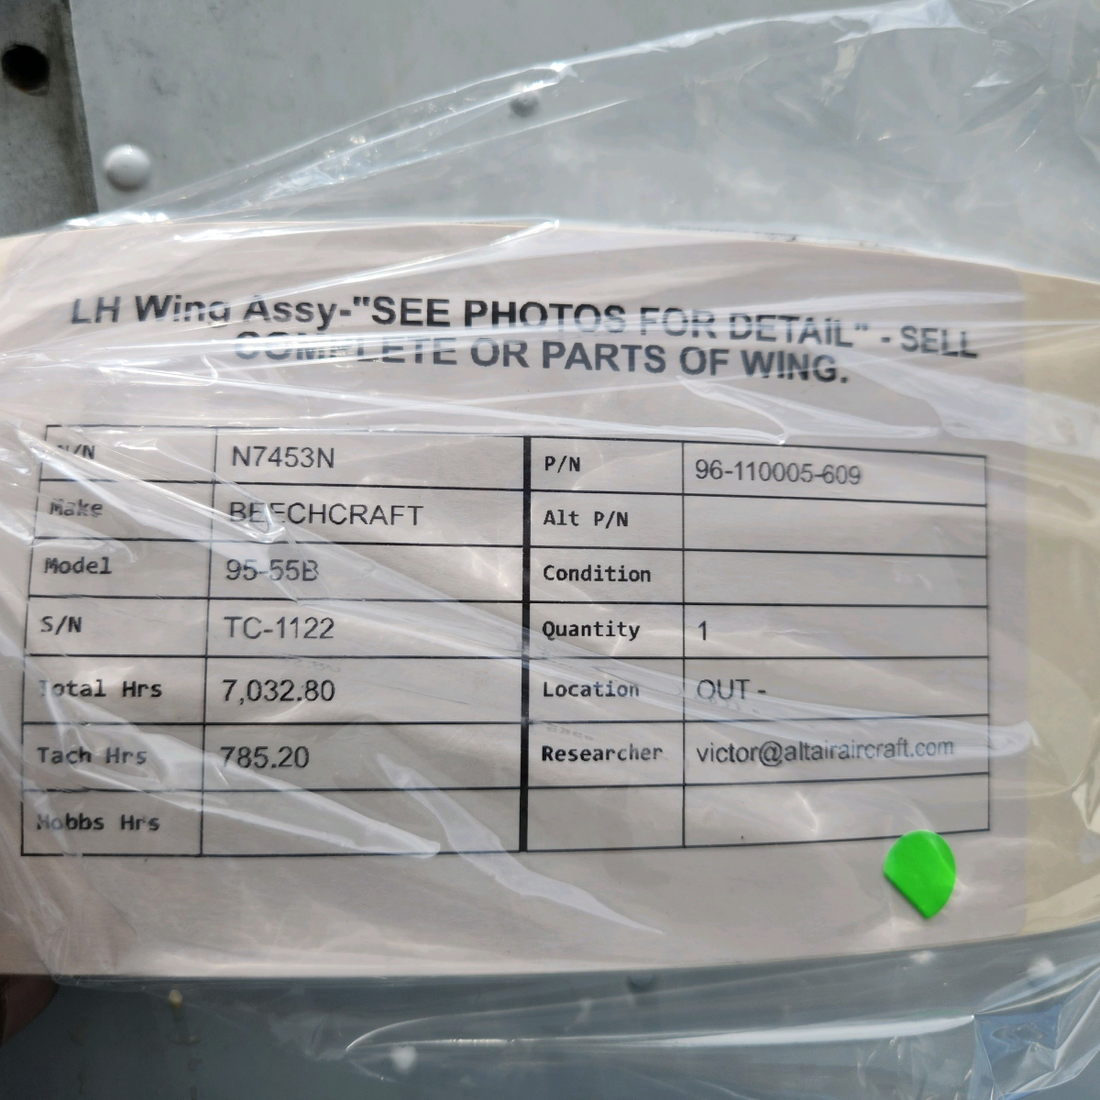 LH Wing Assy-"SEE PHOTOS FOR DETAIL" - SELL
COMPLETE OR PARTS OF WING.
N/N N7453N P/N 96-110005-609
Make BEECHCRAFT Alt P/N
Model 95-55B Condition
S/N TC-1122 Quantity 1
Total Hrs 7,032.80 Location OUT -
Tach Hrs 785.20 Researcher victor@altairaircraft.com
Hobbs Hrs